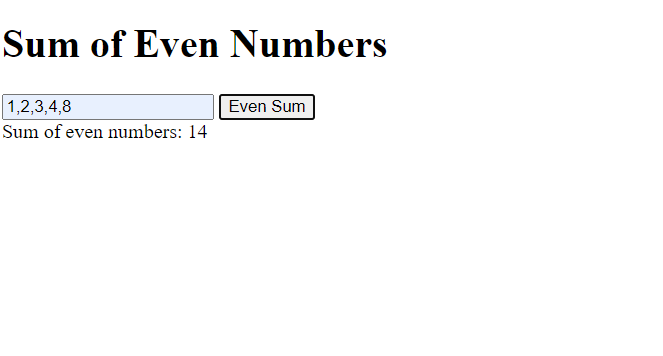 Sum of Even Numbers
1,2,3,4,8 Even Sum
Sum of even numbers: 14